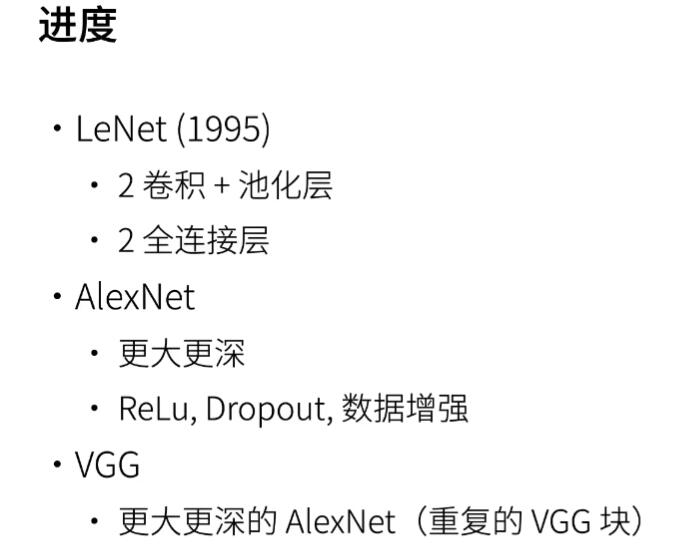 进度
• LeNet (1995)
• 2 卷积 + 池化层
• 2 全连接层
• AlexNet
• 更大更深
• ReLu, Dropout, 数据增强
• VGG
• 更大更深的 AlexNet（重复的 VGG 块）